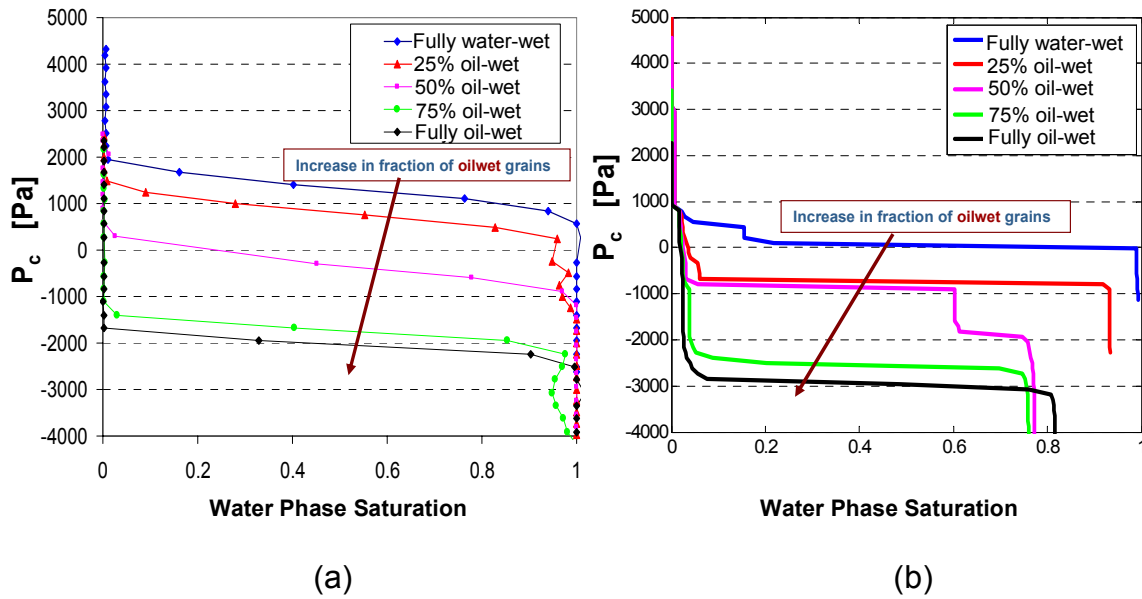 5000
4000
3000
2000
1000
0
-1000
-2000
-3000
-4000
P_c [Pa]
Fully water-wet
25% oil-wet
50% oil-wet
75% oil-wet
Fully oil-wet
Increase in fraction of oilwet grains
0 0.2 0.4 0.6 0.8 1
Water Phase Saturation
(a)
5000
4000
3000
2000
1000
0
-1000
-2000
-3000
-4000
P_c [Pa]
Fully water-wet
25% oil-wet
50% oil-wet
75% oil-wet
Fully oil-wet
Increase in fraction of oilwet grains
0 0.2 0.4 0.6 0.8 1
Water Phase Saturation
(b)